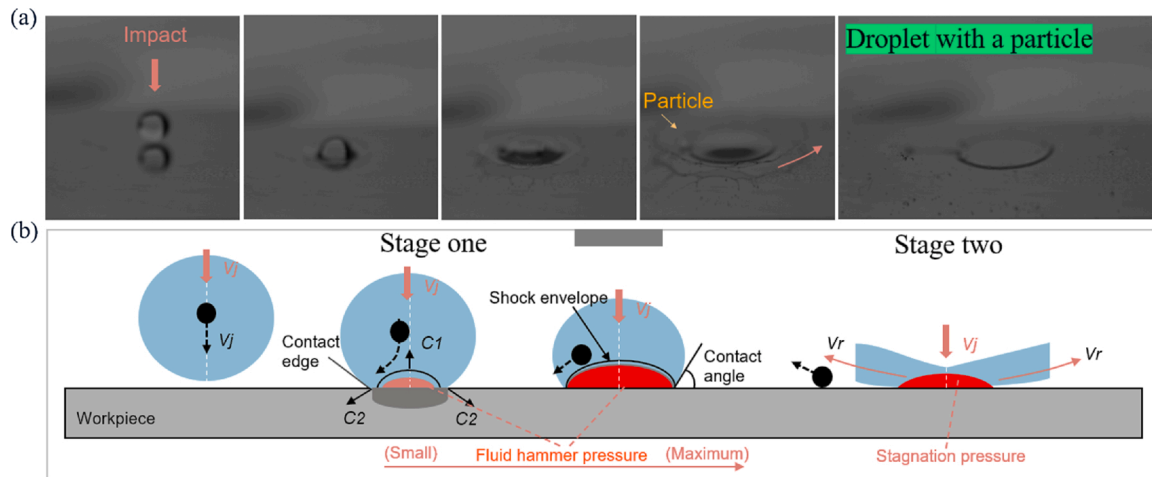 (a)
Impact
Particle
Droplet with a particle
(b)
Stage one
Stage two
Vj
Vj
Vj
C1
Contact
edge
C2
C2
Shock envelope
Vj
Contact
angle
Vr
Vj
Vr
Workpiece
(Small)
Fluid hammer pressure
(Maximum)
Stagnation pressure